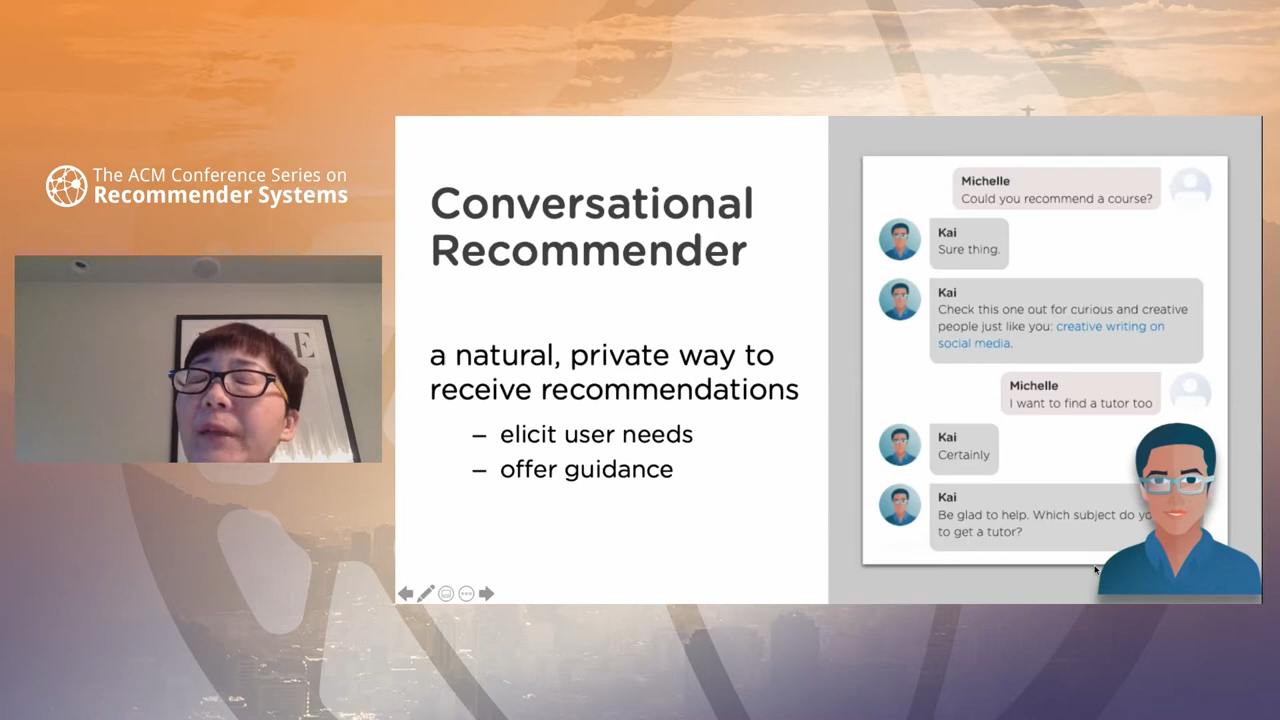 The ACM Conference Series on
Recommender Systems
Conversational
Recommender
a natural, private way to
receive recommendations
– elicit user needs
– offer guidance
Michelle
Could you recommend a course?
Kai
Sure thing.
Kai
Check this one out for curious and creative
people just like you: creative writing on
social media.
Michelle
I want to find a tutor too
Kai
Certainly
Kai
Be glad to help. Which subject do yo
to get a tutor?